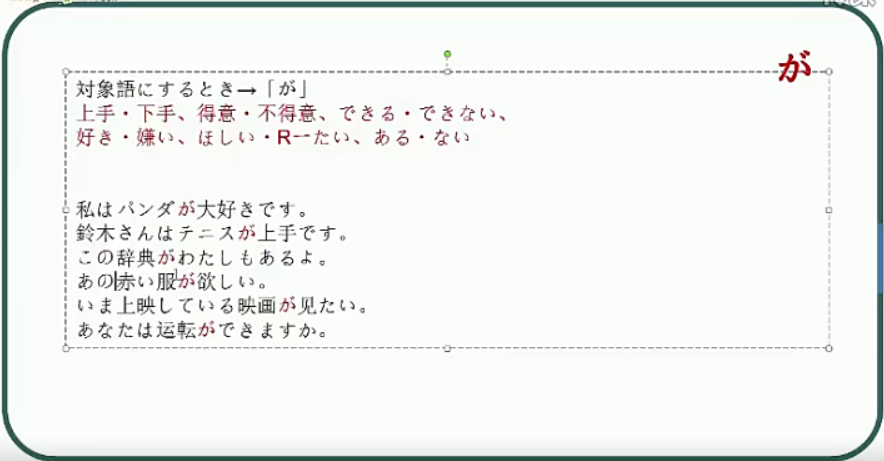 が
対象語にするとき→「が」
上手・下手、得意・不得意、できる・できない、
好き・嫌い、ほしい・Rーたい、ある・ない
私はパンダが大好きです。
鈴木さんはテニスが上手です。
この辞典がわたしもあるよ。
あの赤い服が欲しい。
いま上映している映画が見たい。
あなたは运転ができますか。